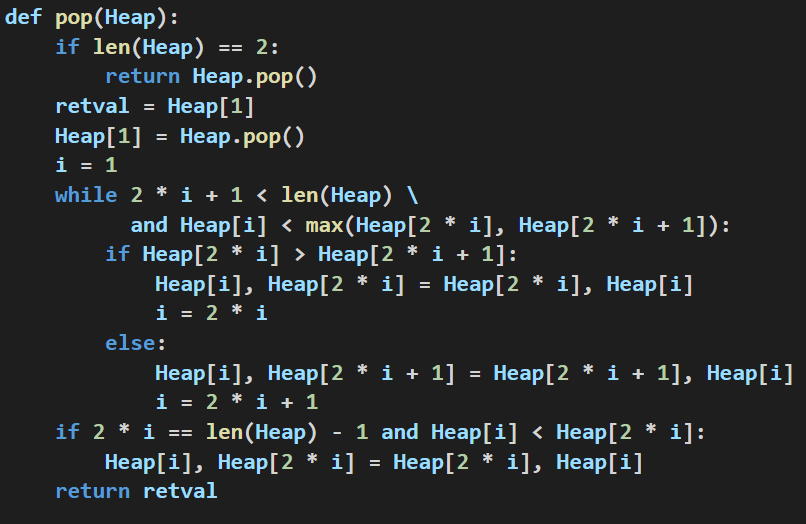 def pop(Heap):
    if len(Heap) == 2:
        return Heap.pop()
    retval = Heap[1]
    Heap[1] = Heap.pop()
    i = 1
    while 2 * i + 1 < len(Heap) \
          and Heap[i] < max(Heap[2 * i], Heap[2 * i + 1]):
        if Heap[2 * i] > Heap[2 * i + 1]:
            Heap[i], Heap[2 * i] = Heap[2 * i], Heap[i]
            i = 2 * i
        else:
            Heap[i], Heap[2 * i + 1] = Heap[2 * i + 1], Heap[i]
            i = 2 * i + 1
    if 2 * i == len(Heap) - 1 and Heap[i] < Heap[2 * i]:
        Heap[i], Heap[2 * i] = Heap[2 * i], Heap[i]
    return retval